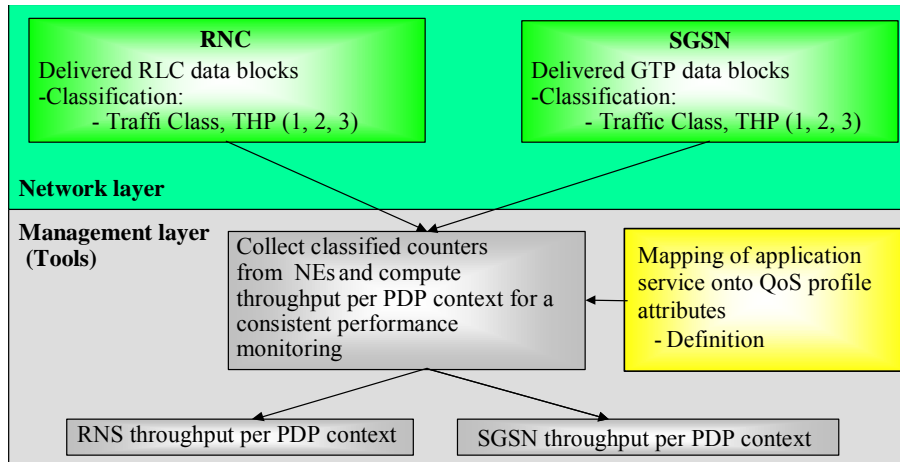 RNC
Delivered RLC data blocks
-Classification:
- Traffi Class, THP (1, 2, 3)
SGSN
Delivered GTP data blocks
-Classification:
- Traffic Class, THP (1, 2, 3)
Network layer
Management layer
(Tools)
Collect classified counters
from NEs and compute
throughput per PDP context for a
consistent performance
monitoring
Mapping of application
service onto QoS profile
attributes
- Definition
RNS throughput per PDP context
SGSN throughput per PDP context